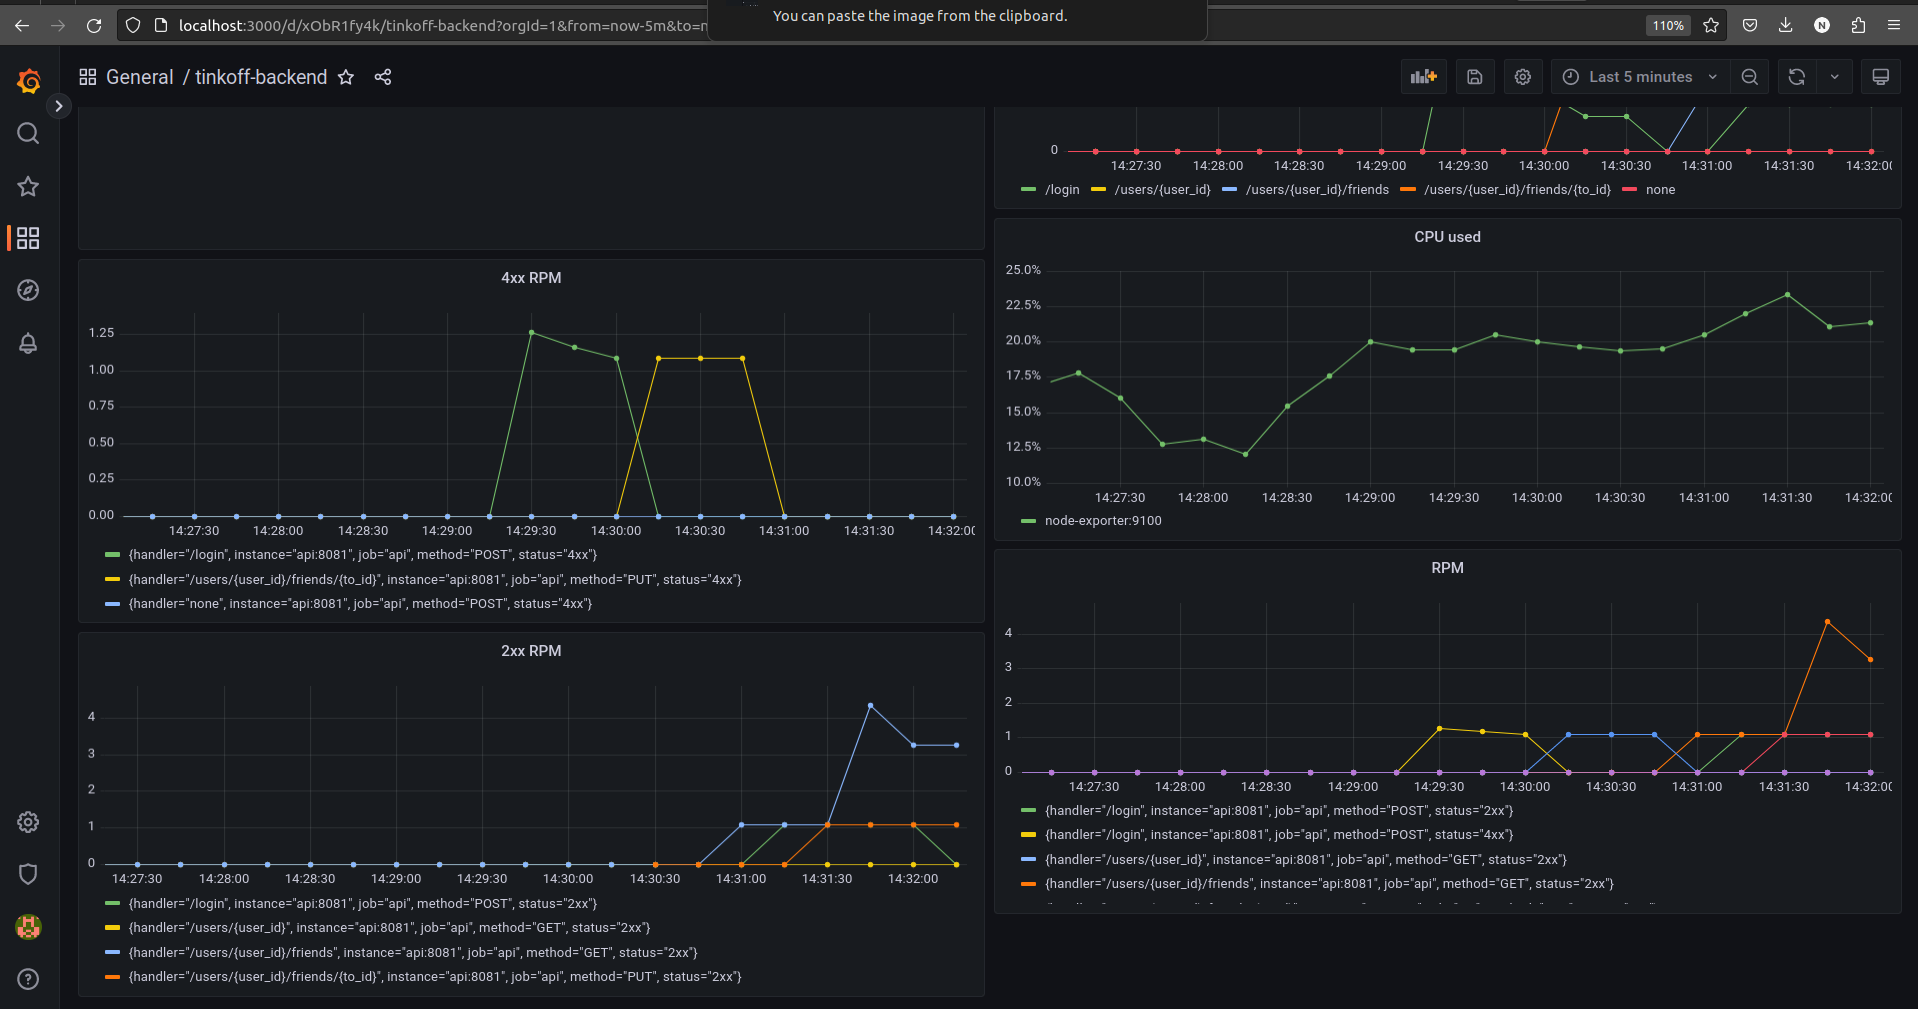 You can paste the image from the clipboard.
localhost:3000/d/xObR1fy4k/tinkoff-backend?orgId=1&from=now-5m&to=n
110%
N
General / tinkoff-backend
Last 5 minutes
0
14:27:30 14:28:00 14:28:30 14:29:00 14:29:30 14:30:00 14:30:30 14:31:00 14:31:30 14:32:00
/login /users/{user_id} /users/{user_id}/friends /users/{user_id}/friends/{to_id} none
4xx RPM
1.25
1.00
0.75
0.50
0.25
0.00
14:27:30 14:28:00 14:28:30 14:29:00 14:29:30 14:30:00 14:30:30 14:31:00 14:31:30 14:32:00
{handler="/login", instance="api:8081", job="api", method="POST", status="4xx"}
{handler="/users/{user_id}/friends/{to_id}", instance="api:8081", job="api", method="PUT", status="4xx"}
{handler="none", instance="api:8081", job="api", method="POST", status="4xx"}
CPU used
25.0%
22.5%
20.0%
17.5%
15.0%
12.5%
10.0%
14:27:30 14:28:00 14:28:30 14:29:00 14:29:30 14:30:00 14:30:30 14:31:00 14:31:30 14:32:00
node-exporter:9100
2xx RPM
4
3
2
1
0
14:27:30 14:28:00 14:28:30 14:29:00 14:29:30 14:30:00 14:30:30 14:31:00 14:31:30 14:32:00
{handler="/login", instance="api:8081", job="api", method="POST", status="2xx"}
{handler="/users/{user_id}", instance="api:8081", job="api", method="GET", status="2xx"}
{handler="/users/{user_id}/friends", instance="api:8081", job="api", method="GET", status="2xx"}
{handler="/users/{user_id}/friends/{to_id}", instance="api:8081", job="api", method="PUT", status="2xx"}
RPM
4
3
2
1
0
14:27:30 14:28:00 14:28:30 14:29:00 14:29:30 14:30:00 14:30:30 14:31:00 14:31:30 14:32:00
{handler="/login", instance="api:8081", job="api", method="POST", status="2xx"}
{handler="/login", instance="api:8081", job="api", method="POST", status="4xx"}
{handler="/users/{user_id}", instance="api:8081", job="api", method="GET", status="2xx"}
{handler="/users/{user_id}/friends", instance="api:8081", job="api", method="GET", status="2xx"}